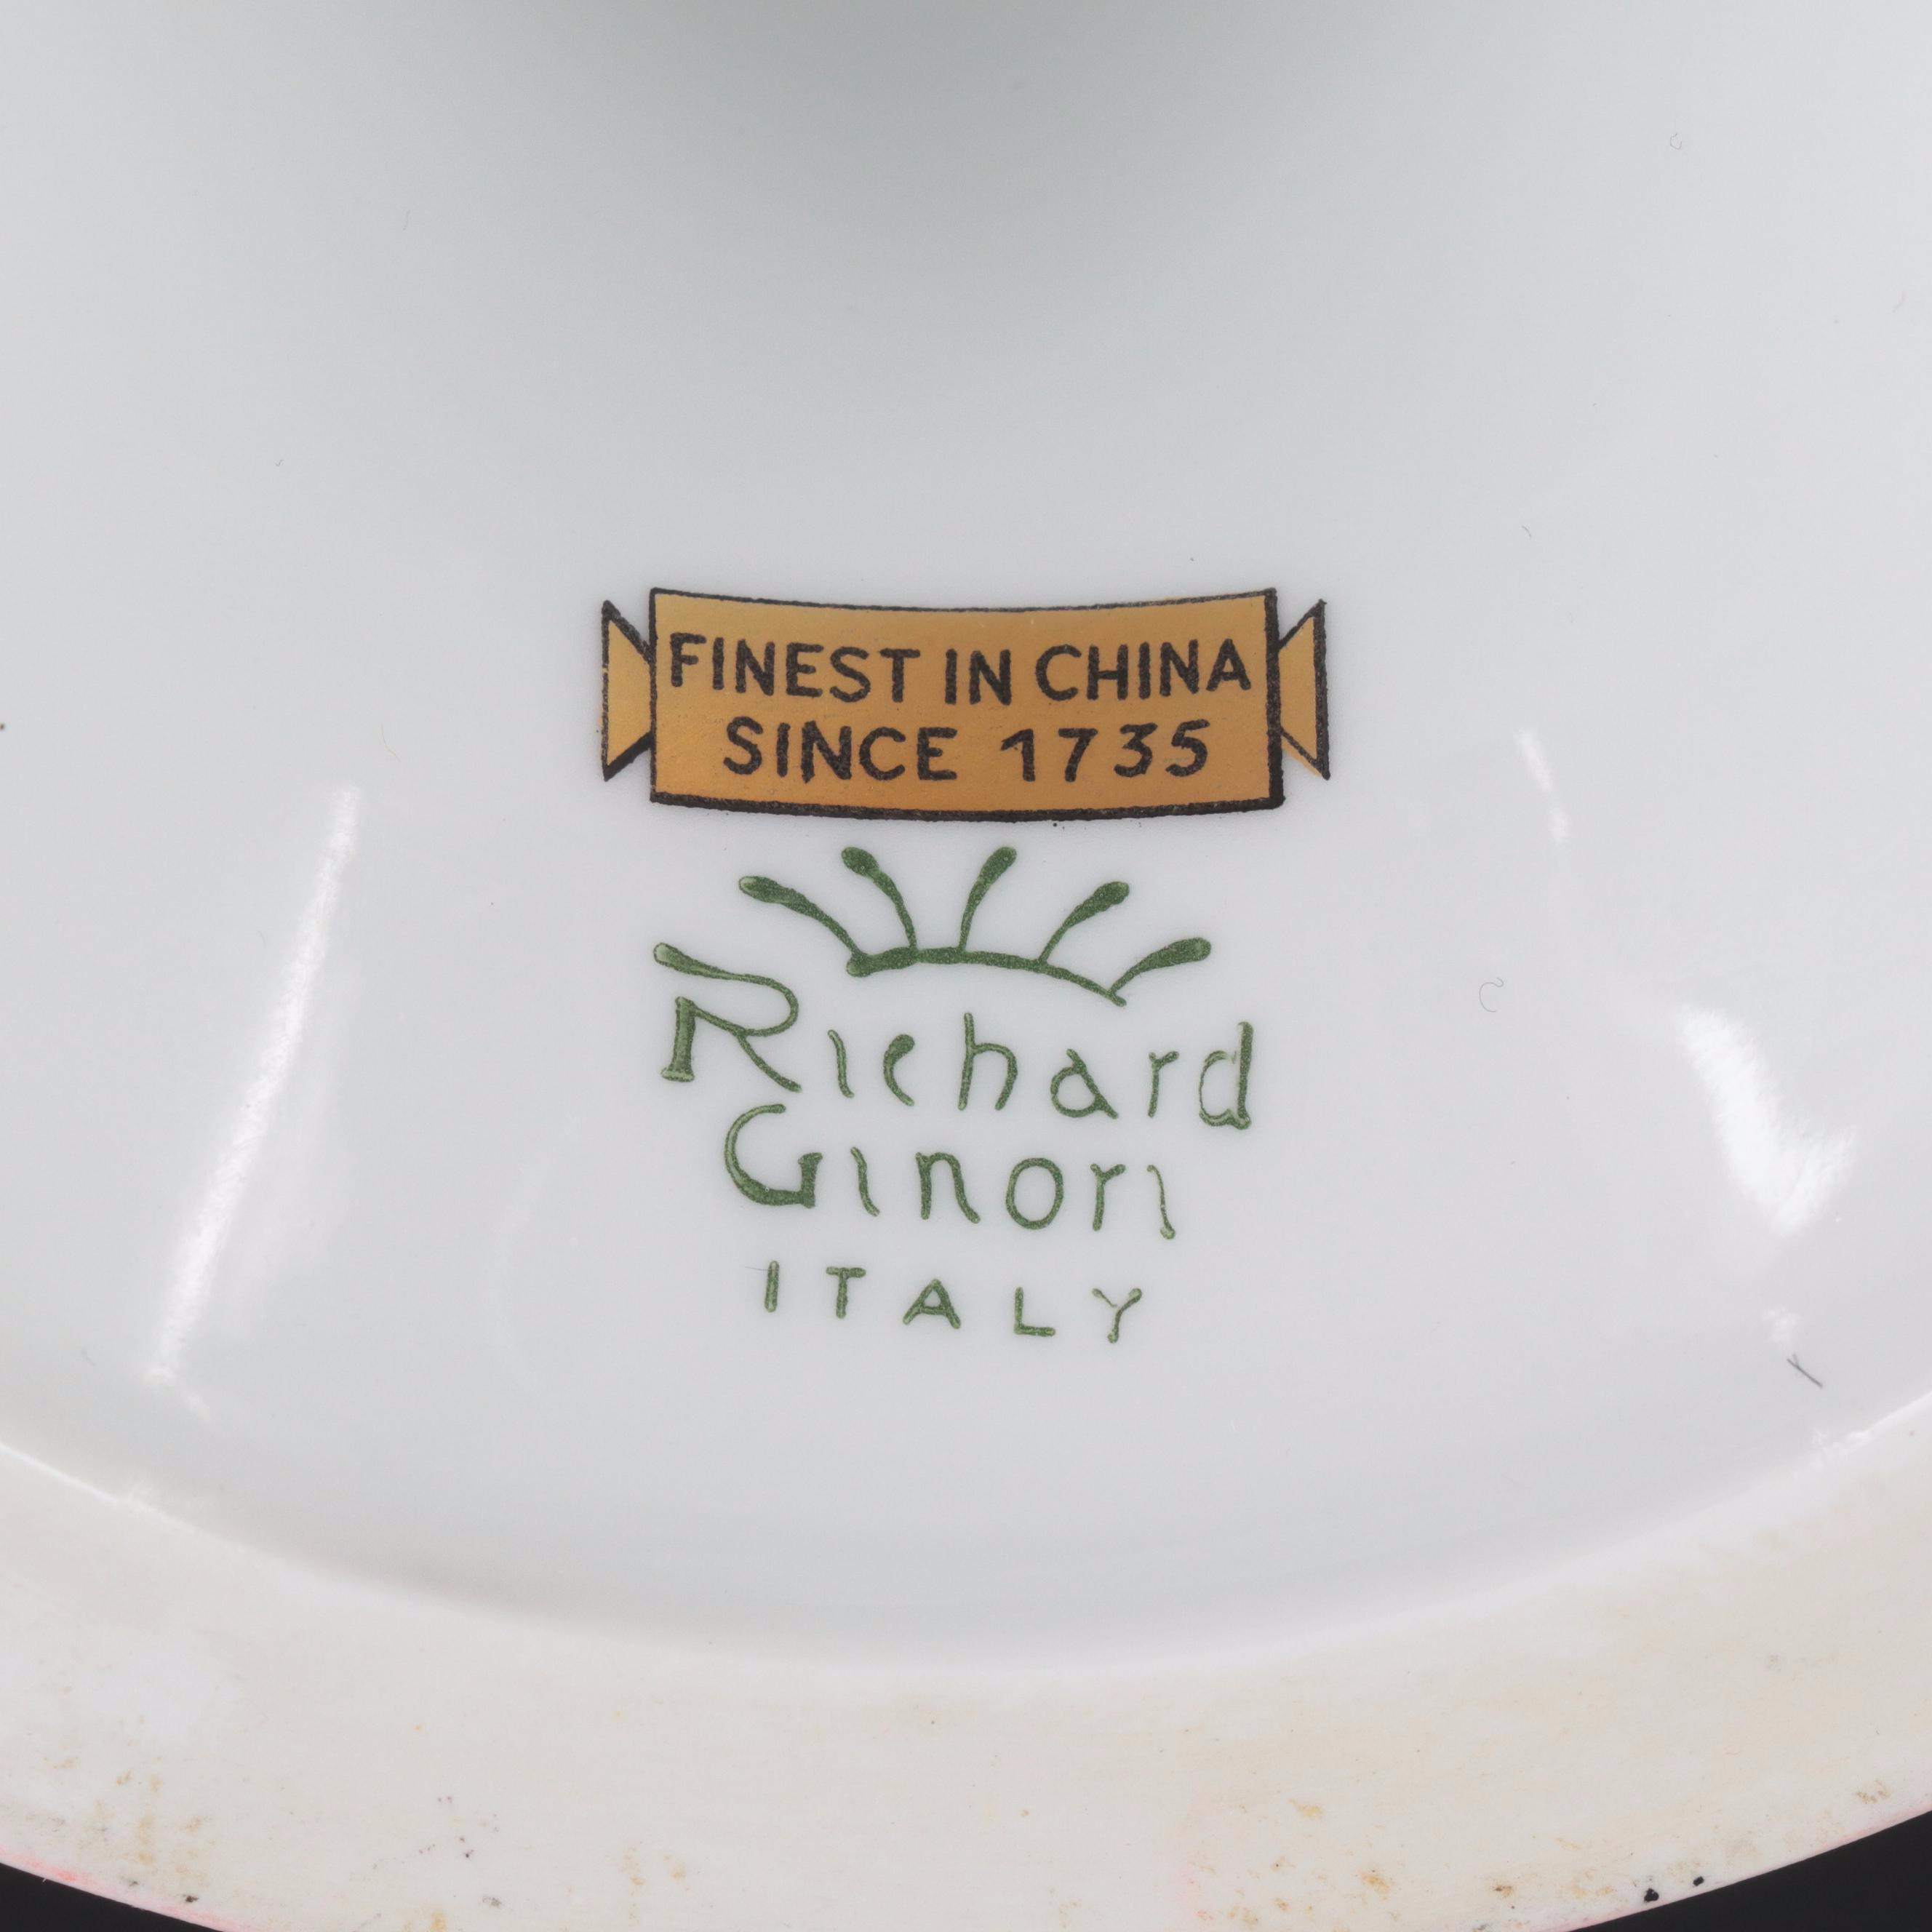 FINEST IN CHINA
SINCE 1735
Richard
Ginori
ITALY